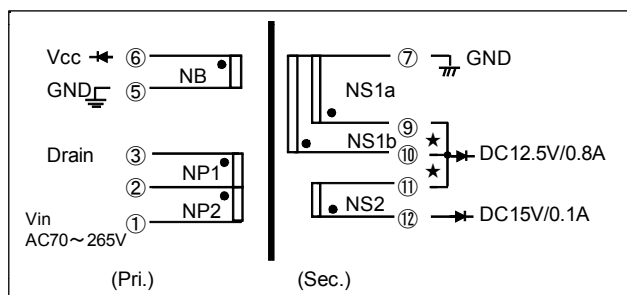 Vcc ⑥ NB
GND ⑤
Drain ③ NP1
② NP2
Vin ①
AC70～265V
(Pri.)
⑦ GND
NS1a
⑨
NS1b ★
⑩ DC12.5V/0.8A
★
⑪
NS2
⑫ DC15V/0.1A
(Sec.)